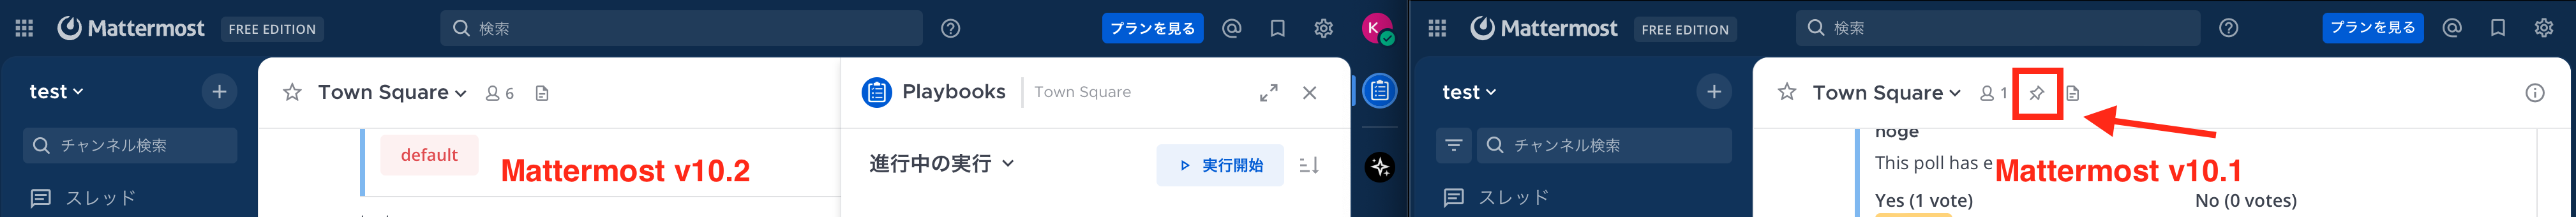 Mattermost FREE EDITION 検索 プランを見る K
test
Town Square 6
Playbooks Town Square
チャンネル検索
default
Mattermost v10.2
進行中の実行 実行開始
スレッド
Mattermost FREE EDITION 検索 プランを見る
test
Town Square 1
チャンネル検索
hoge
This poll has e
Mattermost v10.1
スレッド
Yes (1 vote) No (0 votes)